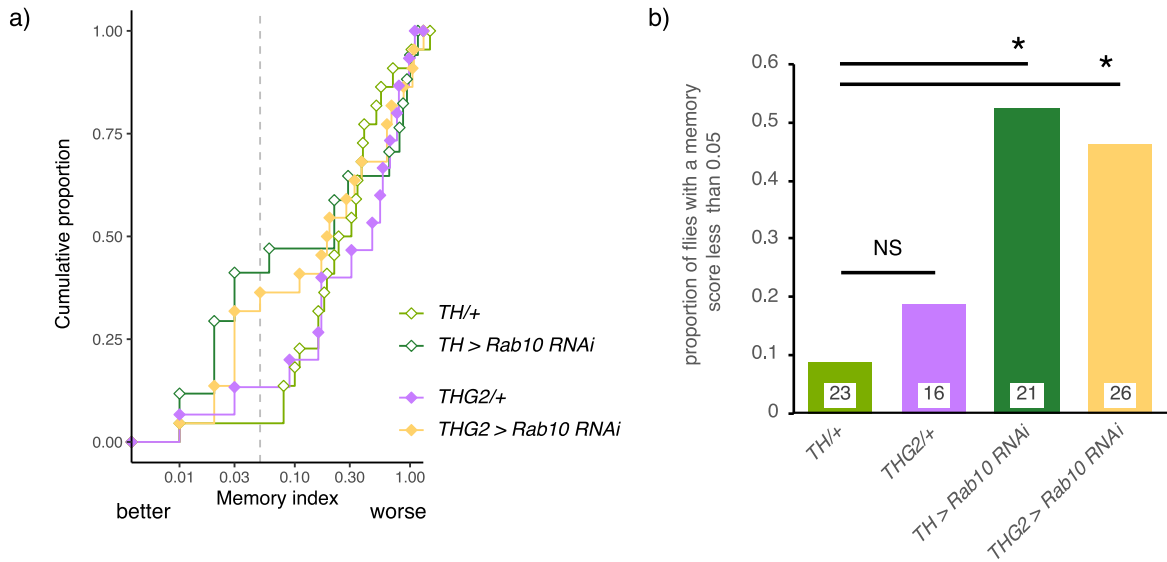 a)
Cumulative proportion
1.00
0.75
0.50
0.25
0.00
0.01 0.03 0.10 0.30 1.00
Memory index
better worse
TH/+
TH > Rab10 RNAi
THG2/+
THG2 > Rab10 RNAi
b)
proportion of flies with a memory
score less than 0.05
0.6
0.5
0.4
0.3
0.2
0.1
0
* *
NS
23 16 21 26
TH/+
THG2/+
TH > Rab10 RNAi
THG2 > Rab10 RNAi